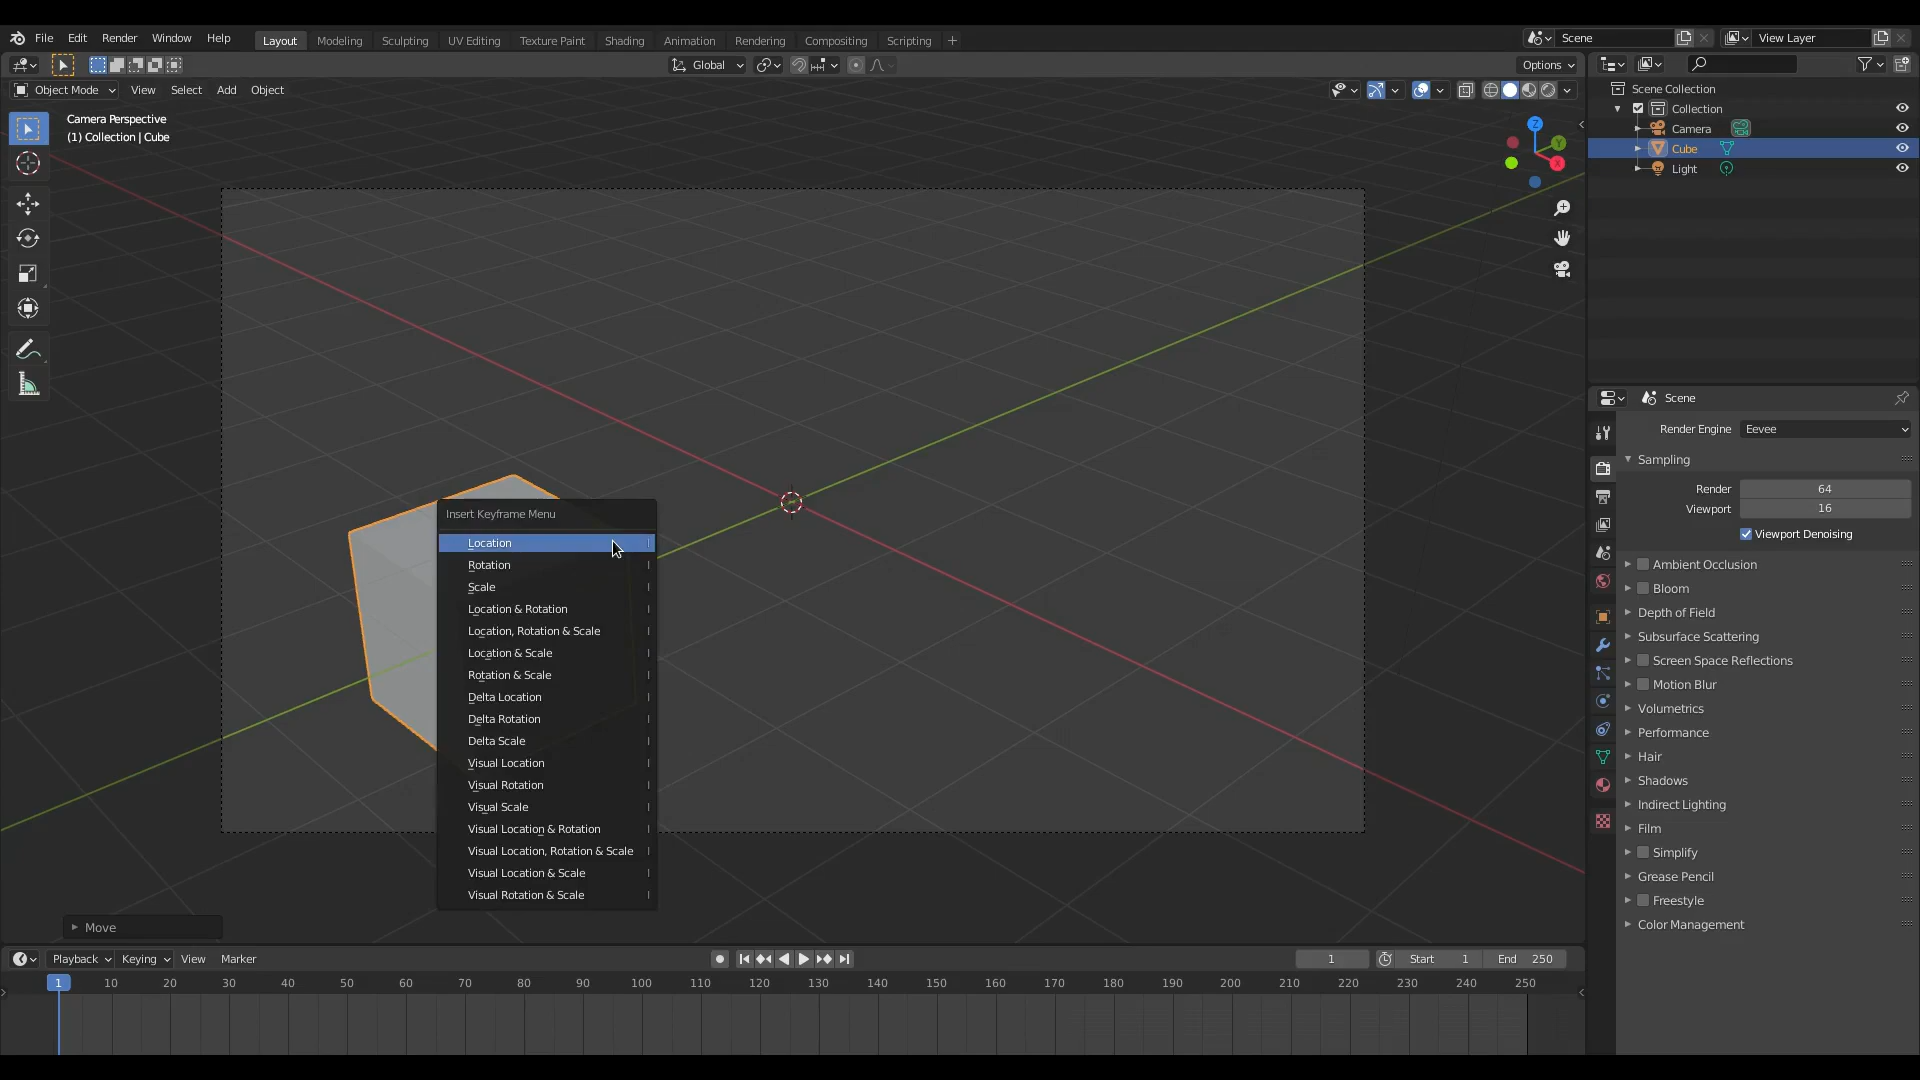 File Edit Render Window Help
Layout Modeling Sculpting UV Editing Texture Paint Shading Animation Rendering Compositing Scripting +
Scene
View Layer
Global
Options
Object Mode View Select Add Object
Camera Perspective
(1) Collection | Cube
Z
Y
X
Scene Collection
Collection
Camera
Cube
Light
Insert Keyframe Menu
Location I
Rotation I
Scale I
Location & Rotation I
Location, Rotation & Scale I
Location & Scale I
Rotation & Scale I
Delta Location I
Delta Rotation I
Delta Scale I
Visual Location I
Visual Rotation I
Visual Scale I
Visual Location & Rotation I
Visual Location, Rotation & Scale I
Visual Location & Scale I
Visual Rotation & Scale I
Move
Scene
Render Engine Eevee
Sampling
Render 64
Viewport 16
Viewport Denoising
Ambient Occlusion
Bloom
Depth of Field
Subsurface Scattering
Screen Space Reflections
Motion Blur
Volumetrics
Performance
Hair
Shadows
Indirect Lighting
Film
Simplify
Grease Pencil
Freestyle
Color Management
Playback Keying View Marker
1 Start 1 End 250
1 10 20 30 40 50 60 70 80 90 100 110 120 130 140 150 160 170 180 190 200 210 220 230 240 250